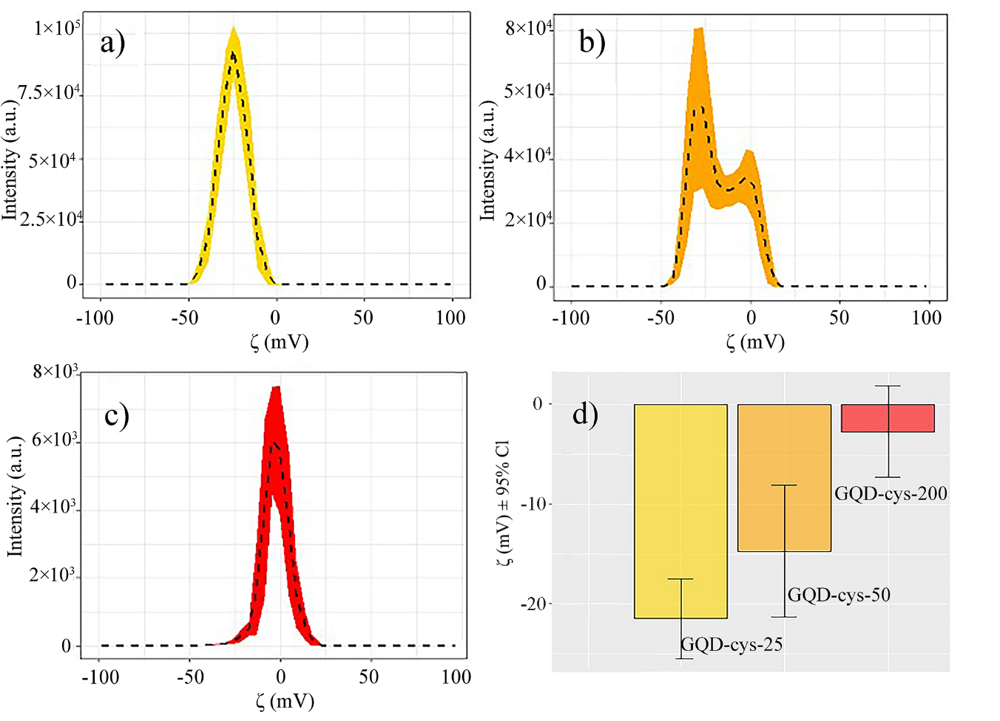 a)
1×10⁵
7.5×10⁴
5×10⁴
2.5×10⁴
0
Intensity (a.u.)
-100 -50 0 50 100
ζ (mV)
b)
8×10⁴
5×10⁴
4×10⁴
2×10⁴
0
Intensity (a.u.)
-100 -50 0 50 100
ζ (mV)
c)
8×10³
6×10³
4×10³
2×10³
0
Intensity (a.u.)
-100 -50 0 50 100
ζ (mV)
d)
0
-10
-20
ζ (mV) ± 95% Cl
GQD-cys-200
GQD-cys-50
GQD-cys-25